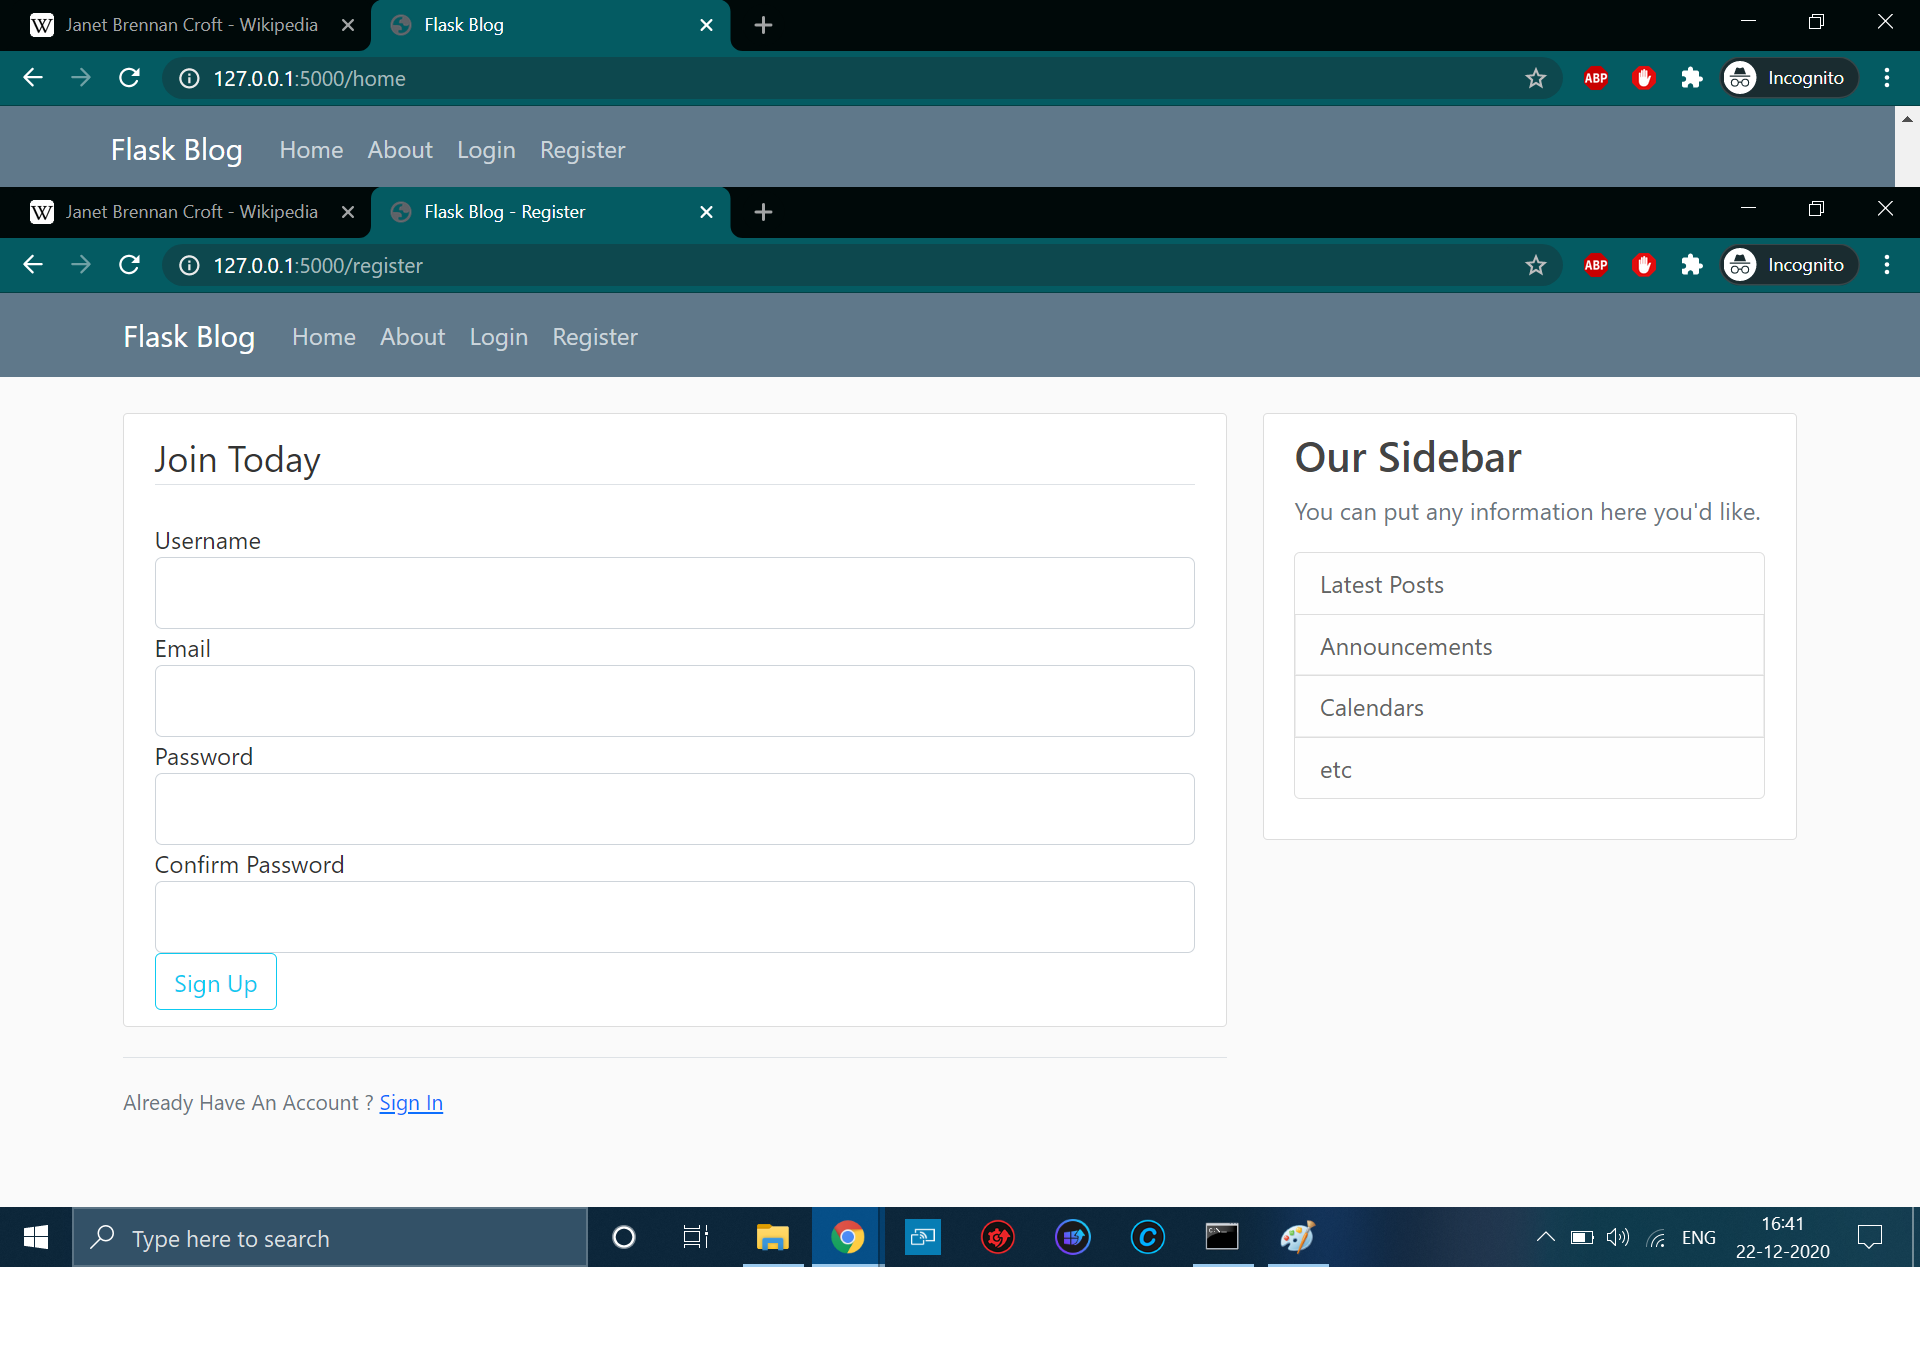 W Janet Brennan Croft - Wikipedia Flask Blog
127.0.0.1:5000/home ABP Incognito
Flask Blog Home About Login Register
W Janet Brennan Croft - Wikipedia Flask Blog - Register
127.0.0.1:5000/register ABP Incognito
Flask Blog Home About Login Register
Join Today
Username
Email
Password
Confirm Password
Sign Up
Already Have An Account ? Sign In
Our Sidebar
You can put any information here you'd like.
Latest Posts
Announcements
Calendars
etc
Type here to search C C:\ ENG 16:41
22-12-2020